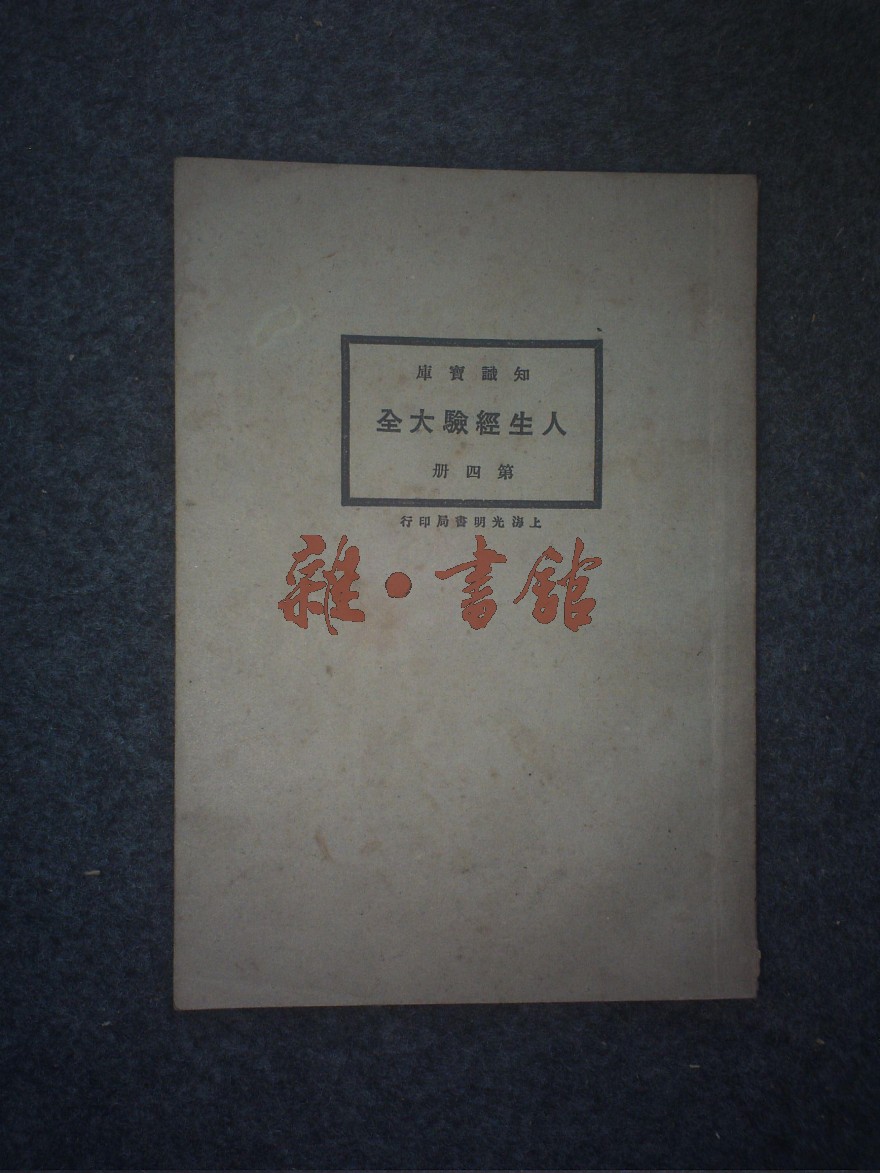 知識寶庫
人生經驗大全
第四册
上海光明書局印行
雜·書館